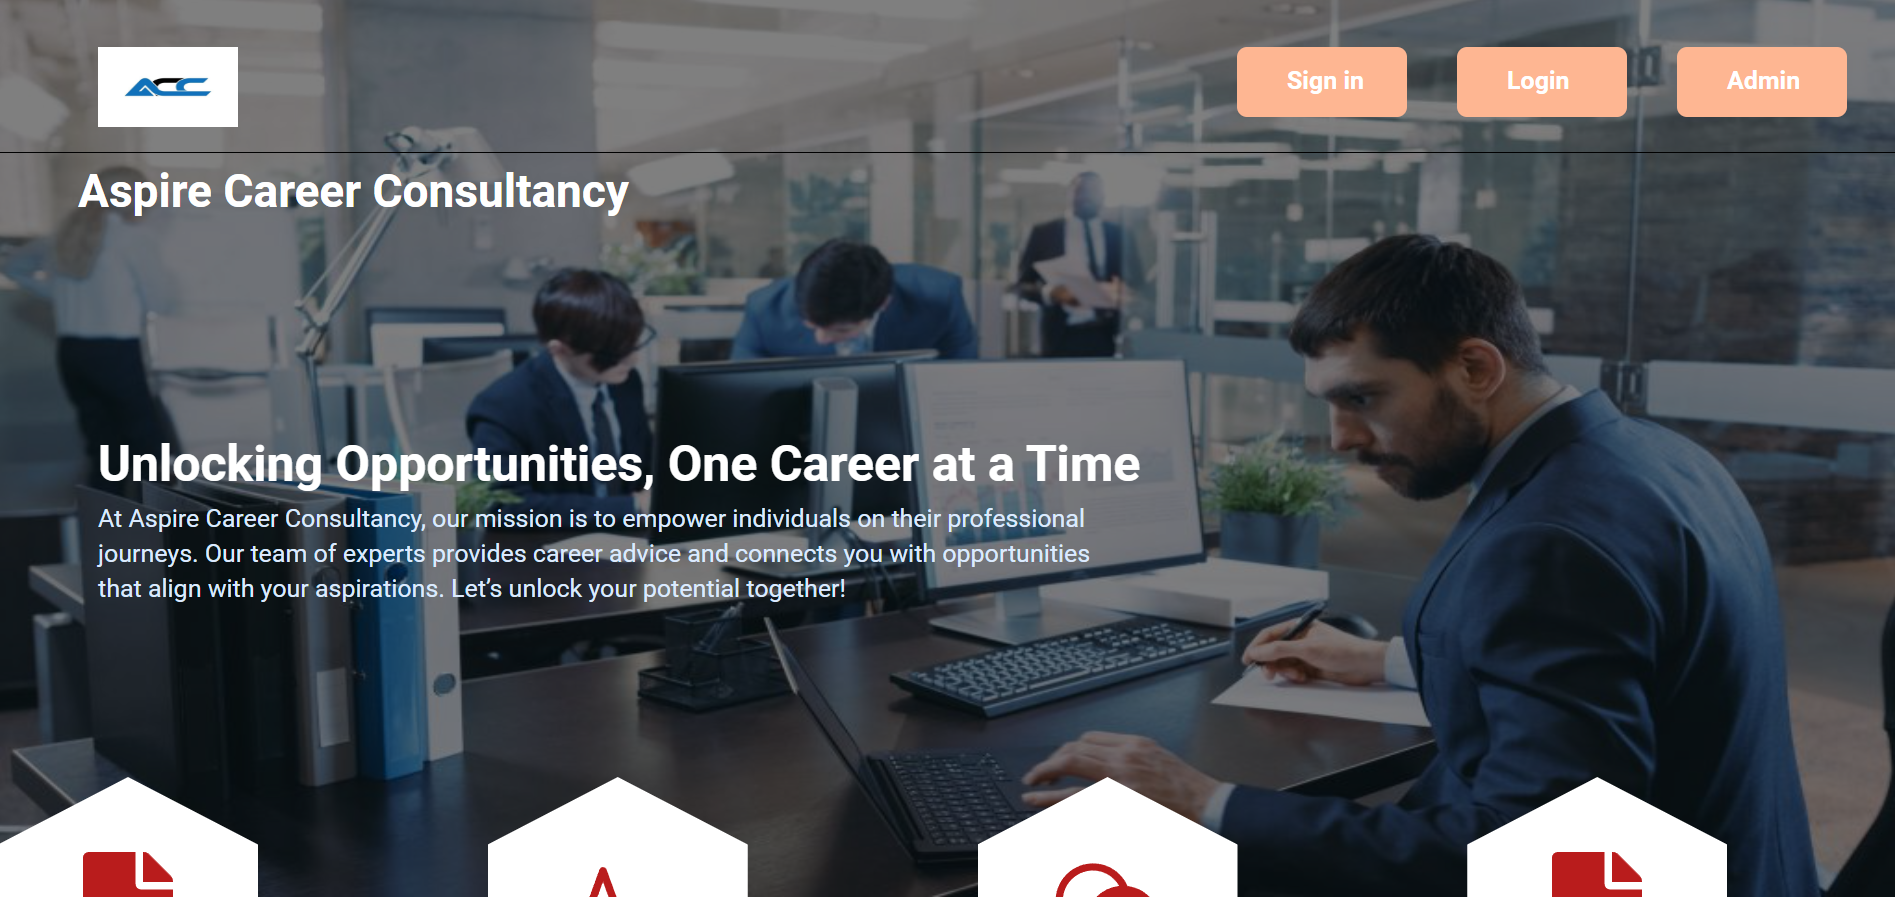 ACC
Sign in
Login
Admin
Aspire Career Consultancy
Unlocking Opportunities, One Career at a Time
At Aspire Career Consultancy, our mission is to empower individuals on their professional
journeys. Our team of experts provides career advice and connects you with opportunities
that align with your aspirations. Let’s unlock your potential together!